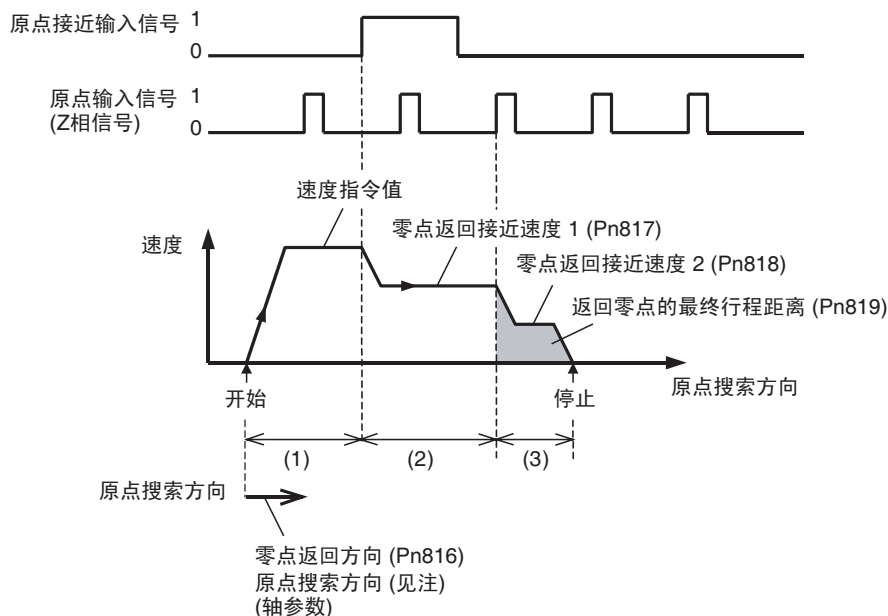 原点接近输入信号 1
0
原点输入信号 1
(Z相信号) 0
速度指令值
速度
零点返回接近速度 1 (Pn817)
零点返回接近速度 2 (Pn818)
返回零点的最终行程距离 (Pn819)
原点搜索方向
开始
停止
(1) (2) (3)
原点搜索方向
零点返回方向 (Pn816)
原点搜索方向 (见注)
(轴参数)